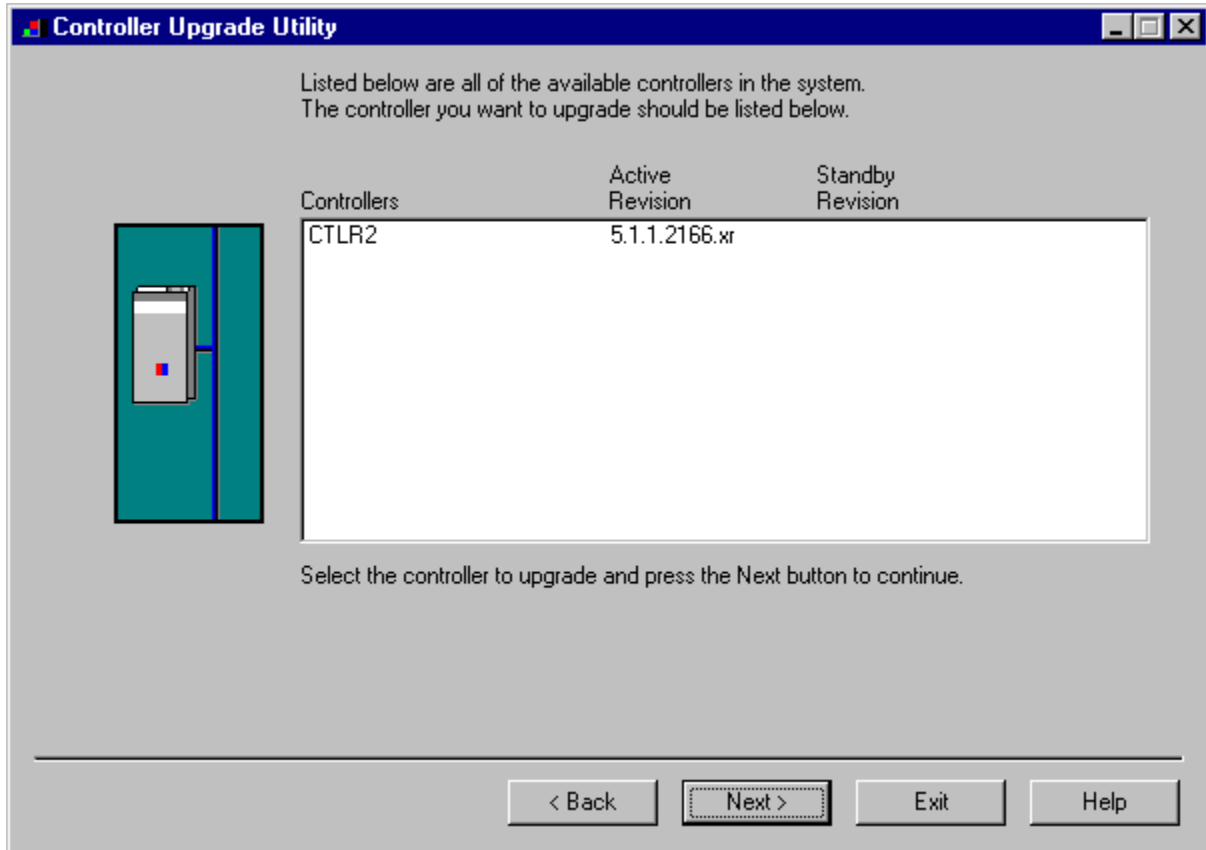 Controller Upgrade Utility
Listed below are all of the available controllers in the system.
The controller you want to upgrade should be listed below.
Active Standby
Controllers Revision Revision
CTLR2 5.1.1.2166.xr
Select the controller to upgrade and press the Next button to continue.
< Back Next > Exit Help